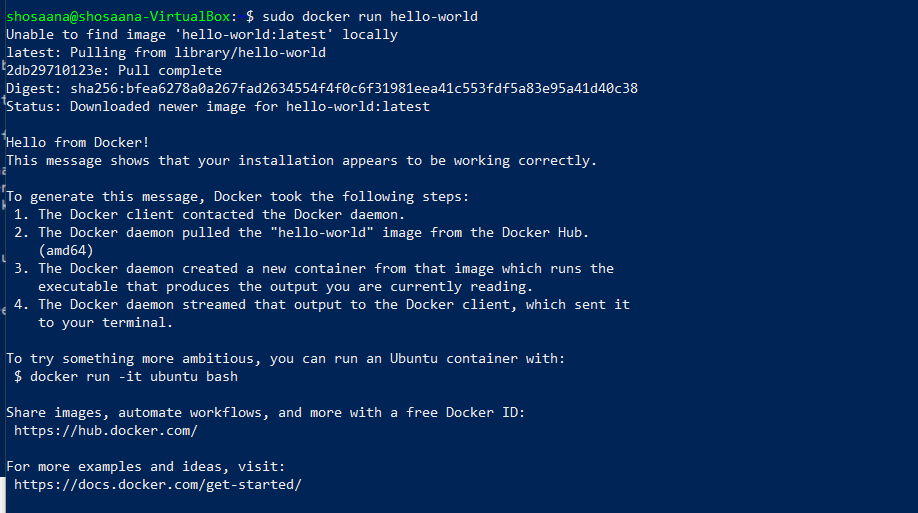 shosaana@shosaana-VirtualBox: $ sudo docker run hello-world
Unable to find image 'hello-world:latest' locally
latest: Pulling from library/hello-world
2db29710123e: Pull complete
Digest: sha256:bfea6278a0a267fad2634554f4f0c6f31981eea41c553fdf5a83e95a41d40c38
Status: Downloaded newer image for hello-world:latest

Hello from Docker!
This message shows that your installation appears to be working correctly.

To generate this message, Docker took the following steps:
 1. The Docker client contacted the Docker daemon.
 2. The Docker daemon pulled the "hello-world" image from the Docker Hub.
    (amd64)
 3. The Docker daemon created a new container from that image which runs the
    executable that produces the output you are currently reading.
 4. The Docker daemon streamed that output to the Docker client, which sent it
    to your terminal.

To try something more ambitious, you can run an Ubuntu container with:
 $ docker run -it ubuntu bash

Share images, automate workflows, and more with a free Docker ID:
 https://hub.docker.com/

For more examples and ideas, visit:
 https://docs.docker.com/get-started/